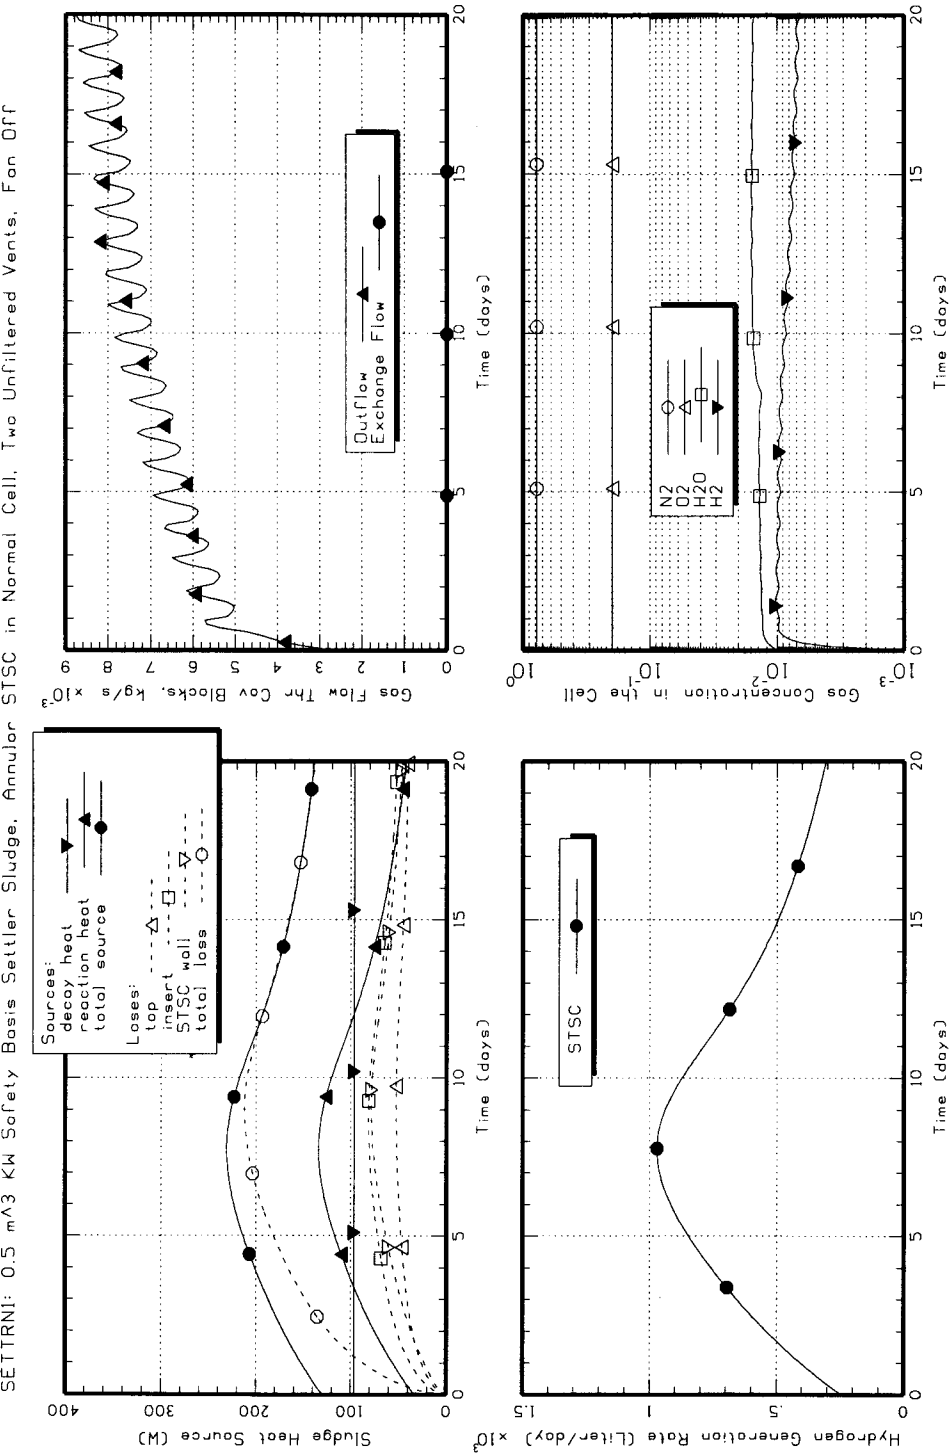 SETTRN1: 0.5 m^3 KW Safety Basis Settler Sludge, Annular STSC in Normal Cell, Two Unfiltered Vents, Fan Off
Sludge Heat Source (W)
400
300
200
100
0
0
5
10
15
20
Time (days)
Sources:
decay heat
reaction heat
total source
Loses:
top
insert
STSC wall
total loss
Gas Flow Thr Cov Blocks, kg/s ×10-3
9
8
7
6
5
4
3
2
1
0
0
5
10
15
20
Time (days)
Outflow
Exchange Flow
Hydrogen Generation Rate (Liter/day) ×10³
1.5
1
.5
0
0
5
10
15
20
Time (days)
STSC
Gas Concentration in the Cell
10⁰
10-1
10-2
10-3
0
5
10
15
20
Time (days)
N2
O2
H2O
H2